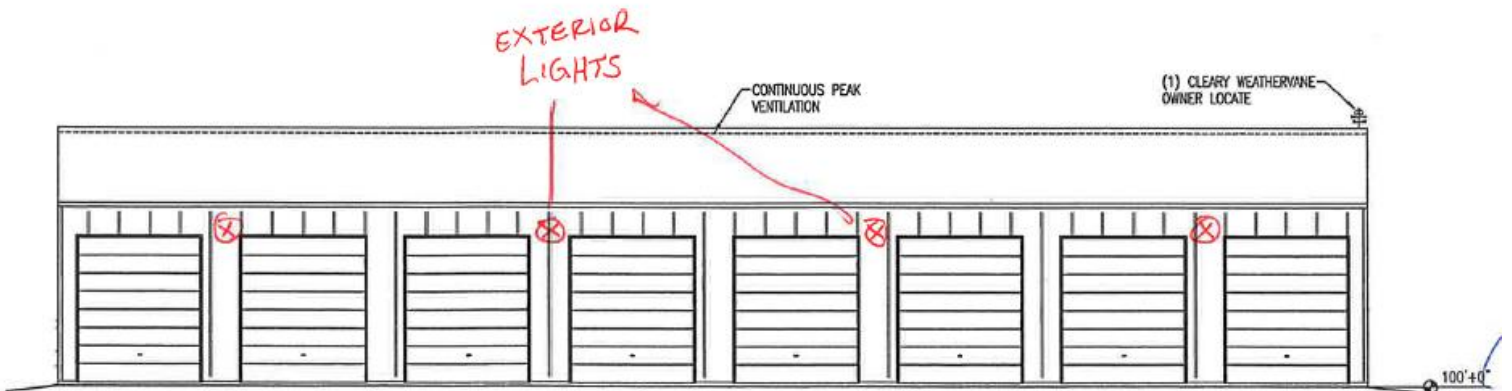 EXTERIOR
LIGHTS
CONTINUOUS PEAK
VENTILATION
(1) CLEARY WEATHERVANE
OWNER LOCATE
100'+0"